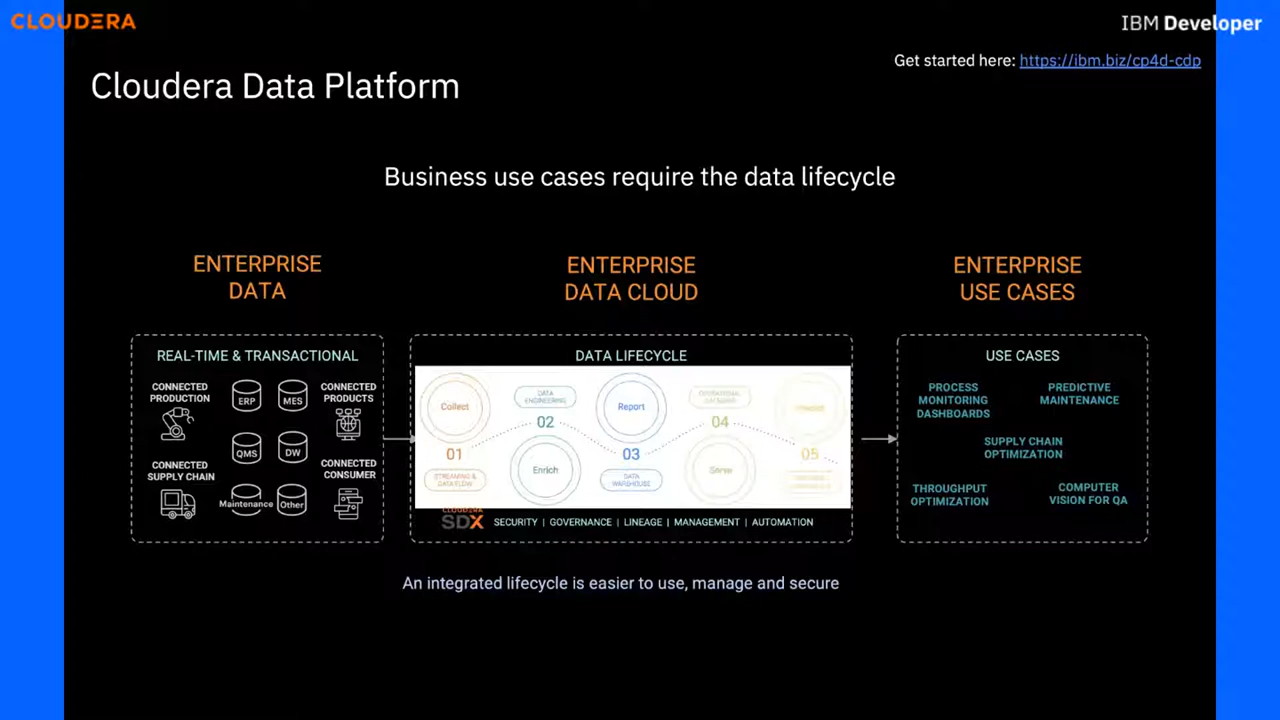 CLOUDERA
IBM Developer
Get started here: https://ibm.biz/cp4d-cdp
Cloudera Data Platform
Business use cases require the data lifecycle
ENTERPRISE
DATA
ENTERPRISE
DATA CLOUD
ENTERPRISE
USE CASES
REAL-TIME & TRANSACTIONAL
CONNECTED
PRODUCTION
ERP
MES
CONNECTED
PRODUCTS
QMS
DW
CONNECTED
SUPPLY CHAIN
CONNECTED
CONSUMER
Maintenance
Other
DATA LIFECYCLE
Collect
01
STREAMING &
DATA FLOW
DATA
ENGINEERING
02
Enrich
Report
03
DATA
WAREHOUSE
OPERATIONAL
DATABASE
04
Serve
05
CLOUDERA
SDX
SECURITY | GOVERNANCE | LINEAGE | MANAGEMENT | AUTOMATION
USE CASES
PROCESS
MONITORING
DASHBOARDS
PREDICTIVE
MAINTENANCE
SUPPLY CHAIN
OPTIMIZATION
THROUGHPUT
OPTIMIZATION
COMPUTER
VISION FOR QA
An integrated lifecycle is easier to use, manage and secure